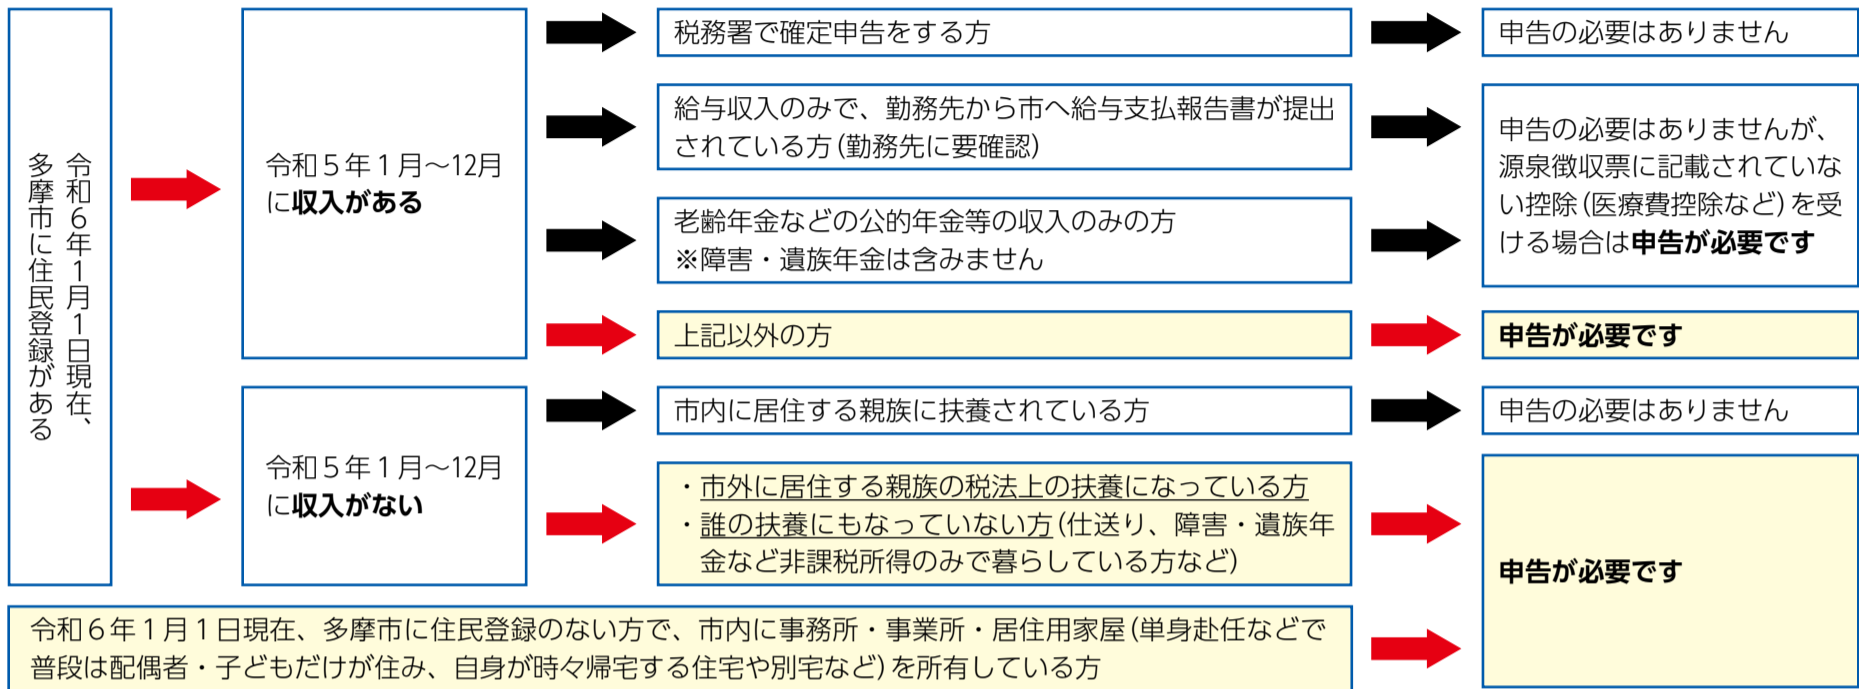 令和６年１月１日現在、
多摩市に住民登録がある
令和５年１月～12月
に収入がある
税務署で確定申告をする方
申告の必要はありません
給与収入のみで、勤務先から市へ給与支払報告書が提出
されている方（勤務先に要確認）
老齢年金などの公的年金等の収入のみの方
※障害・遺族年金は含みません
申告の必要はありませんが、
源泉徴収票に記載されていな
い控除（医療費控除など）を受
ける場合は申告が必要です
上記以外の方
申告が必要です
令和５年１月～12月
に収入がない
市内に居住する親族に扶養されている方
申告の必要はありません
・市外に居住する親族の税法上の扶養になっている方
・誰の扶養にもなっていない方（仕送り、障害・遺族年
金など非課税所得のみで暮らしている方など）
申告が必要です
令和６年１月１日現在、多摩市に住民登録のない方で、市内に事務所・事業所・居住用家屋（単身赴任などで
普段は配偶者・子どもだけが住み、自身が時々帰宅する住宅や別宅など）を所有している方